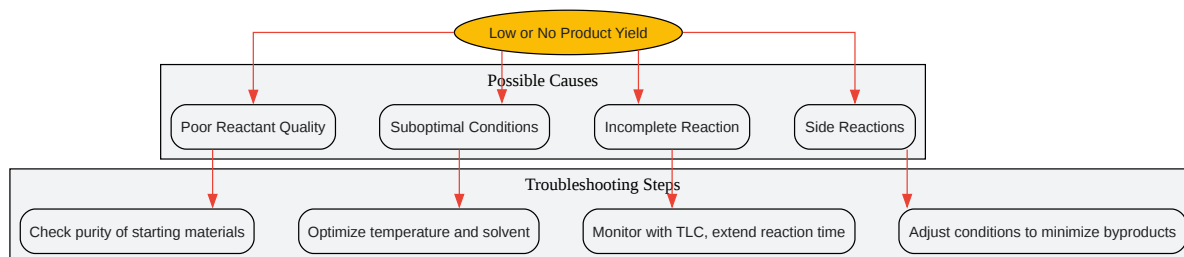 Low or No Product Yield
Possible Causes
Poor Reactant Quality
Suboptimal Conditions
Incomplete Reaction
Side Reactions
Troubleshooting Steps
Check purity of starting materials
Optimize temperature and solvent
Monitor with TLC, extend reaction time
Adjust conditions to minimize byproducts